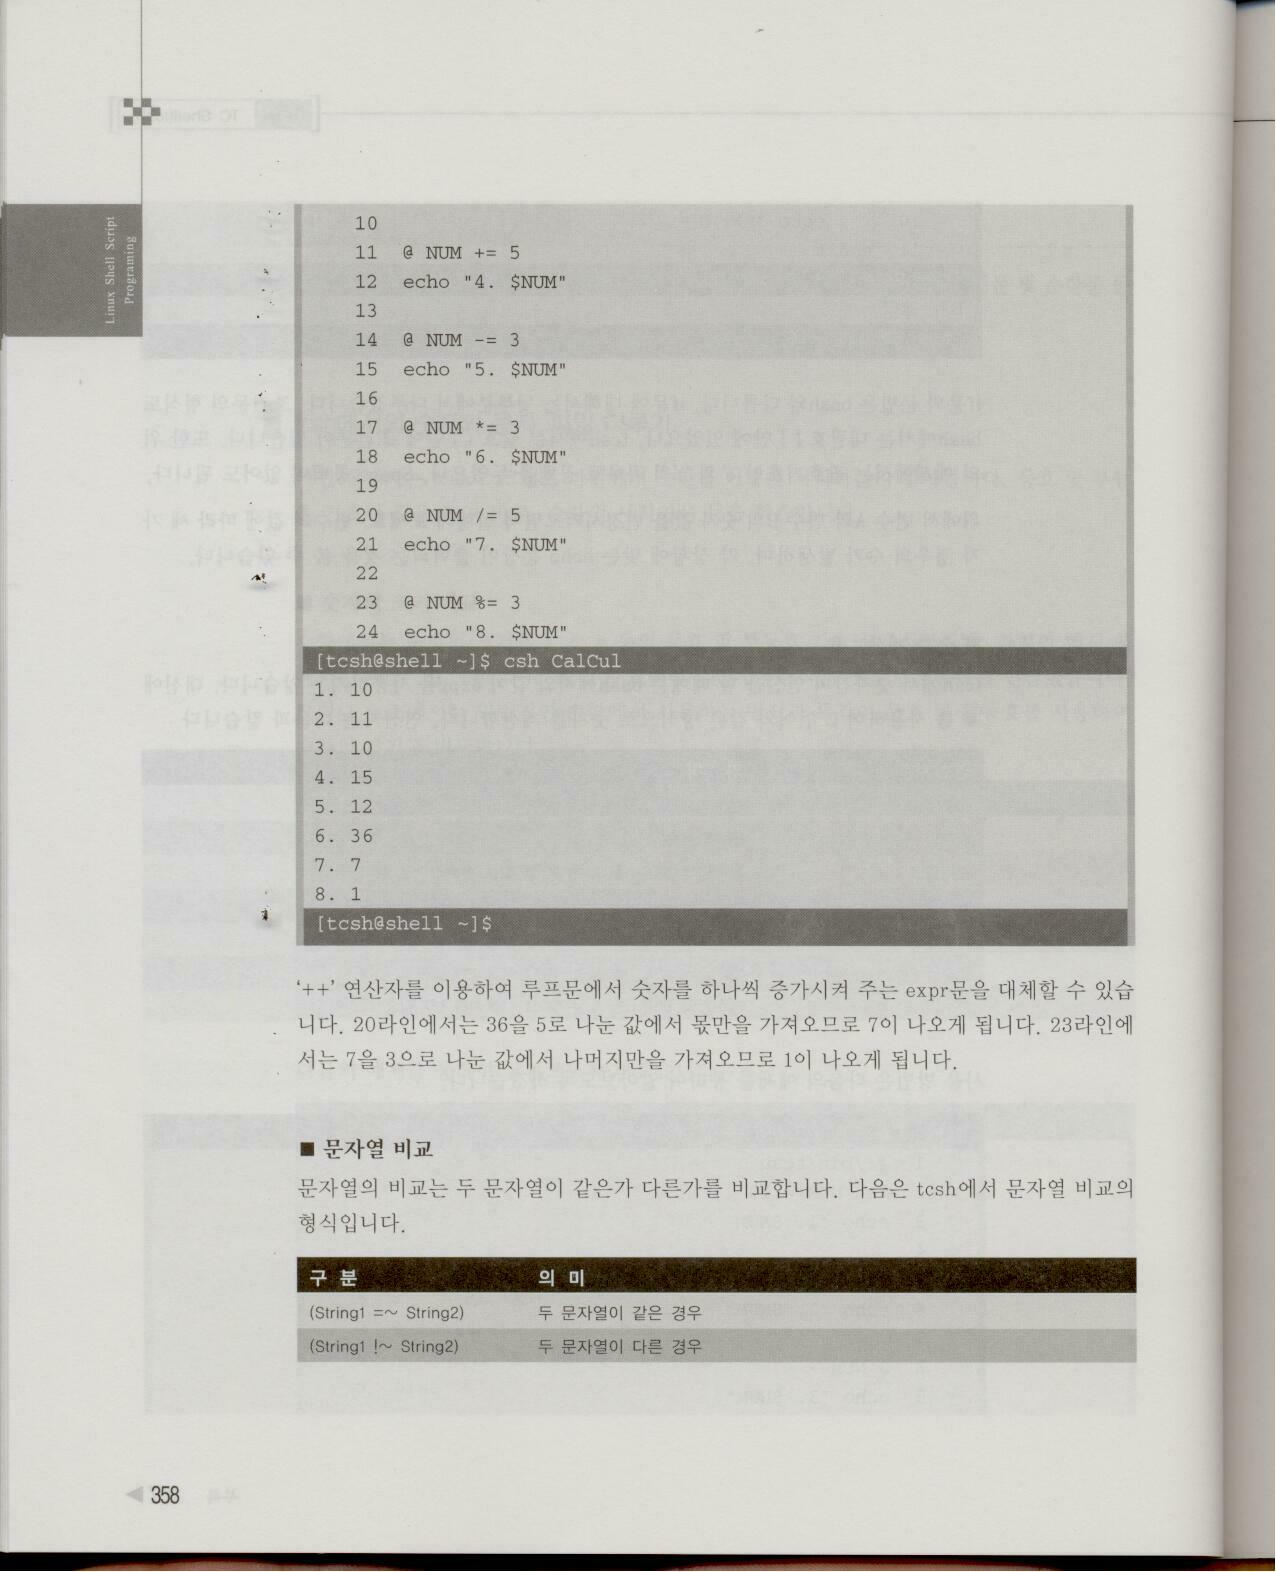 Linux Shell Script
Programing
10
11 @ NUM += 5
12 echo "4. $NUM"
13
14 @ NUM -= 3
15 echo "5. $NUM"
16
17 @ NUM *= 3
18 echo "6. $NUM"
19
20 @ NUM /= 5
21 echo "7. $NUM"
22
23 @ NUM %= 3
24 echo "8. $NUM"
[tcsh@shell ~]$ csh CalCul
1. 10
2. 11
3. 10
4. 15
5. 12
6. 36
7. 7
8. 1
[tcsh@shell ~]$
'++' 연산자를 이용하여 루프문에서 숫자를 하나씩 증가시켜 주는 expr문을 대체할 수 있습
니다. 20라인에서는 36을 5로 나눈 값에서 몫만을 가져오므로 7이 나오게 됩니다. 23라인에
서는 7을 3으로 나눈 값에서 나머지만을 가져오므로 1이 나오게 됩니다.
■ 문자열 비교
문자열의 비교는 두 문자열이 같은가 다른가를 비교합니다. 다음은 tcsh에서 문자열 비교의
형식입니다.
구 분 의 미
(String1 =~ String2) 두 문자열이 같은 경우
(String1 !~ String2) 두 문자열이 다른 경우
◀ 358